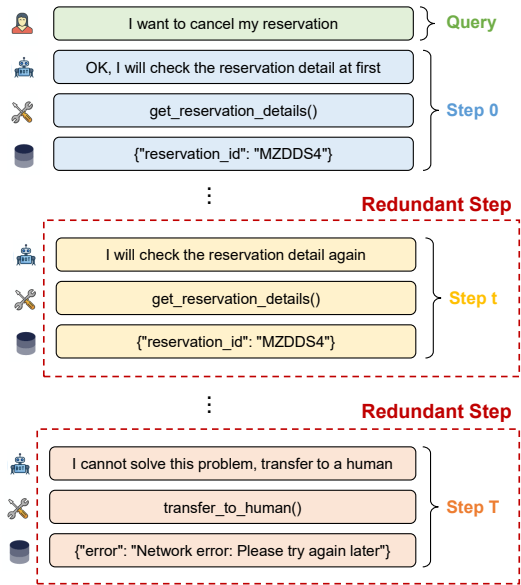 I want to cancel my reservation
Query
OK, I will check the reservation detail at first
get_reservation_details()
Step 0
{"reservation_id": "MZDDS4"}
Redundant Step
I will check the reservation detail again
get_reservation_details()
Step t
{"reservation_id": "MZDDS4"}
Redundant Step
I cannot solve this problem, transfer to a human
transfer_to_human()
Step T
{"error": "Network error: Please try again later"}